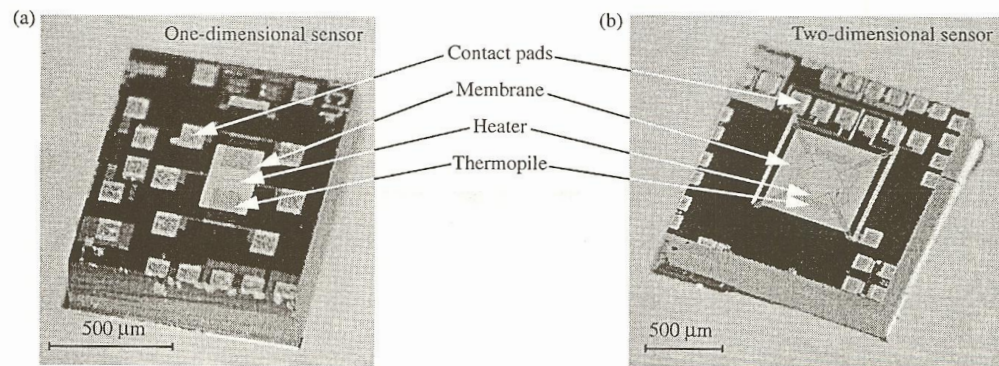 (a)
One-dimensional sensor
(b)
Two-dimensional sensor
Contact pads
Membrane
Heater
Thermopile
500 µm
500 µm